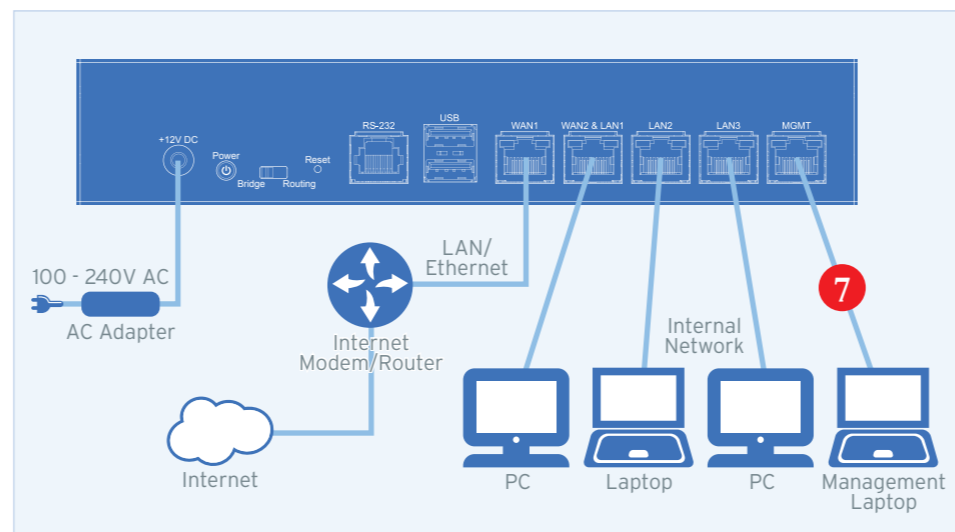 +12V DC
Power
Bridge
Routing
Reset
RS-232
USB
WAN1
WAN2 & LAN1
LAN2
LAN3
MGMT
100 - 240V AC
AC Adapter
LAN/
Ethernet
Internet
Modem/Router
Internet
Internal
Network
7
PC
Laptop
PC
Management
Laptop